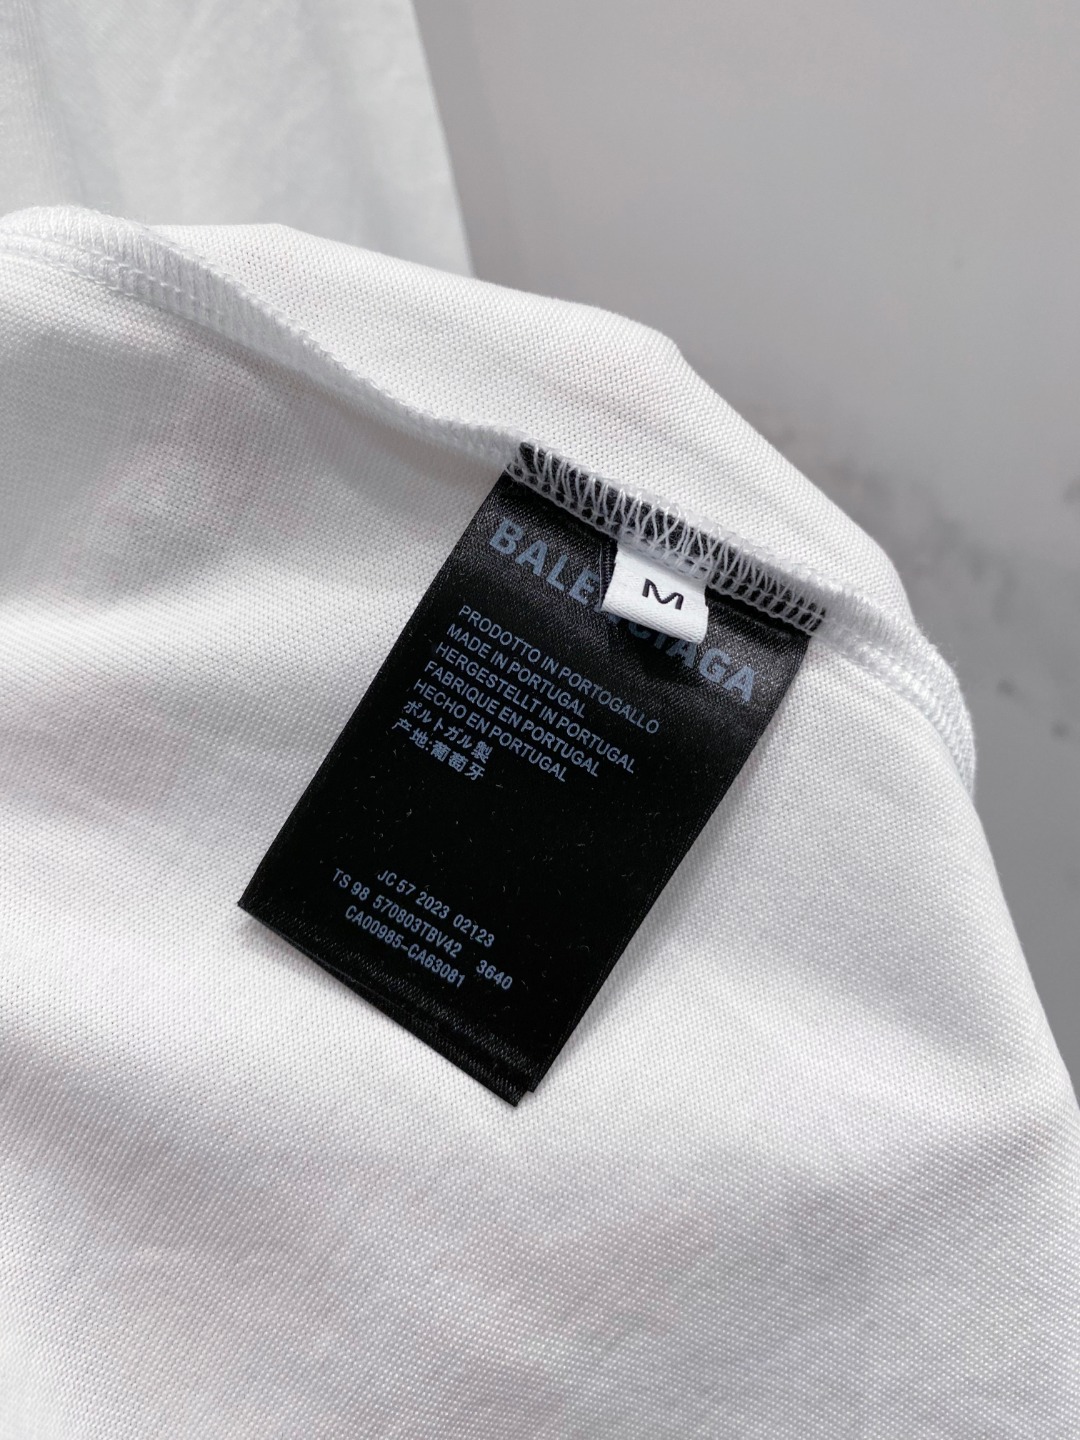 BALENCIAGA
M
PRODOTTO IN PORTOGALLO
MADE IN PORTUGAL
HERGESTELLT IN PORTUGAL
FABRIQUE EN PORTUGAL
HECHO EN PORTUGAL
ポルトガル製
产地:葡萄牙
JC 57 2023 02123
TS 98 570803TBV42 3640
CA00985-CA63081